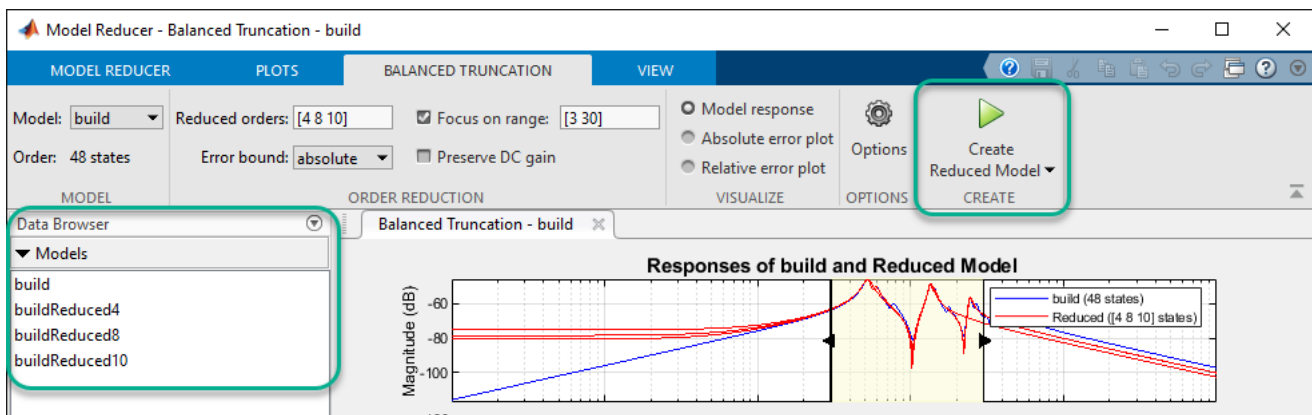 Model Reducer - Balanced Truncation - build
MODEL REDUCER PLOTS BALANCED TRUNCATION VIEW
Model: build Reduced orders: [4 8 10] Focus on range: [3 30]
Order: 48 states Error bound: absolute Preserve DC gain
Model response
Absolute error plot
Relative error plot
Options
Create
Reduced Model
MODEL ORDER REDUCTION VISUALIZE OPTIONS CREATE
Data Browser
Models
build
buildReduced4
buildReduced8
buildReduced10
Balanced Truncation - build
Responses of build and Reduced Model
Magnitude (dB)
-60
-80
-100
build (48 states)
Reduced ([4 8 10] states)